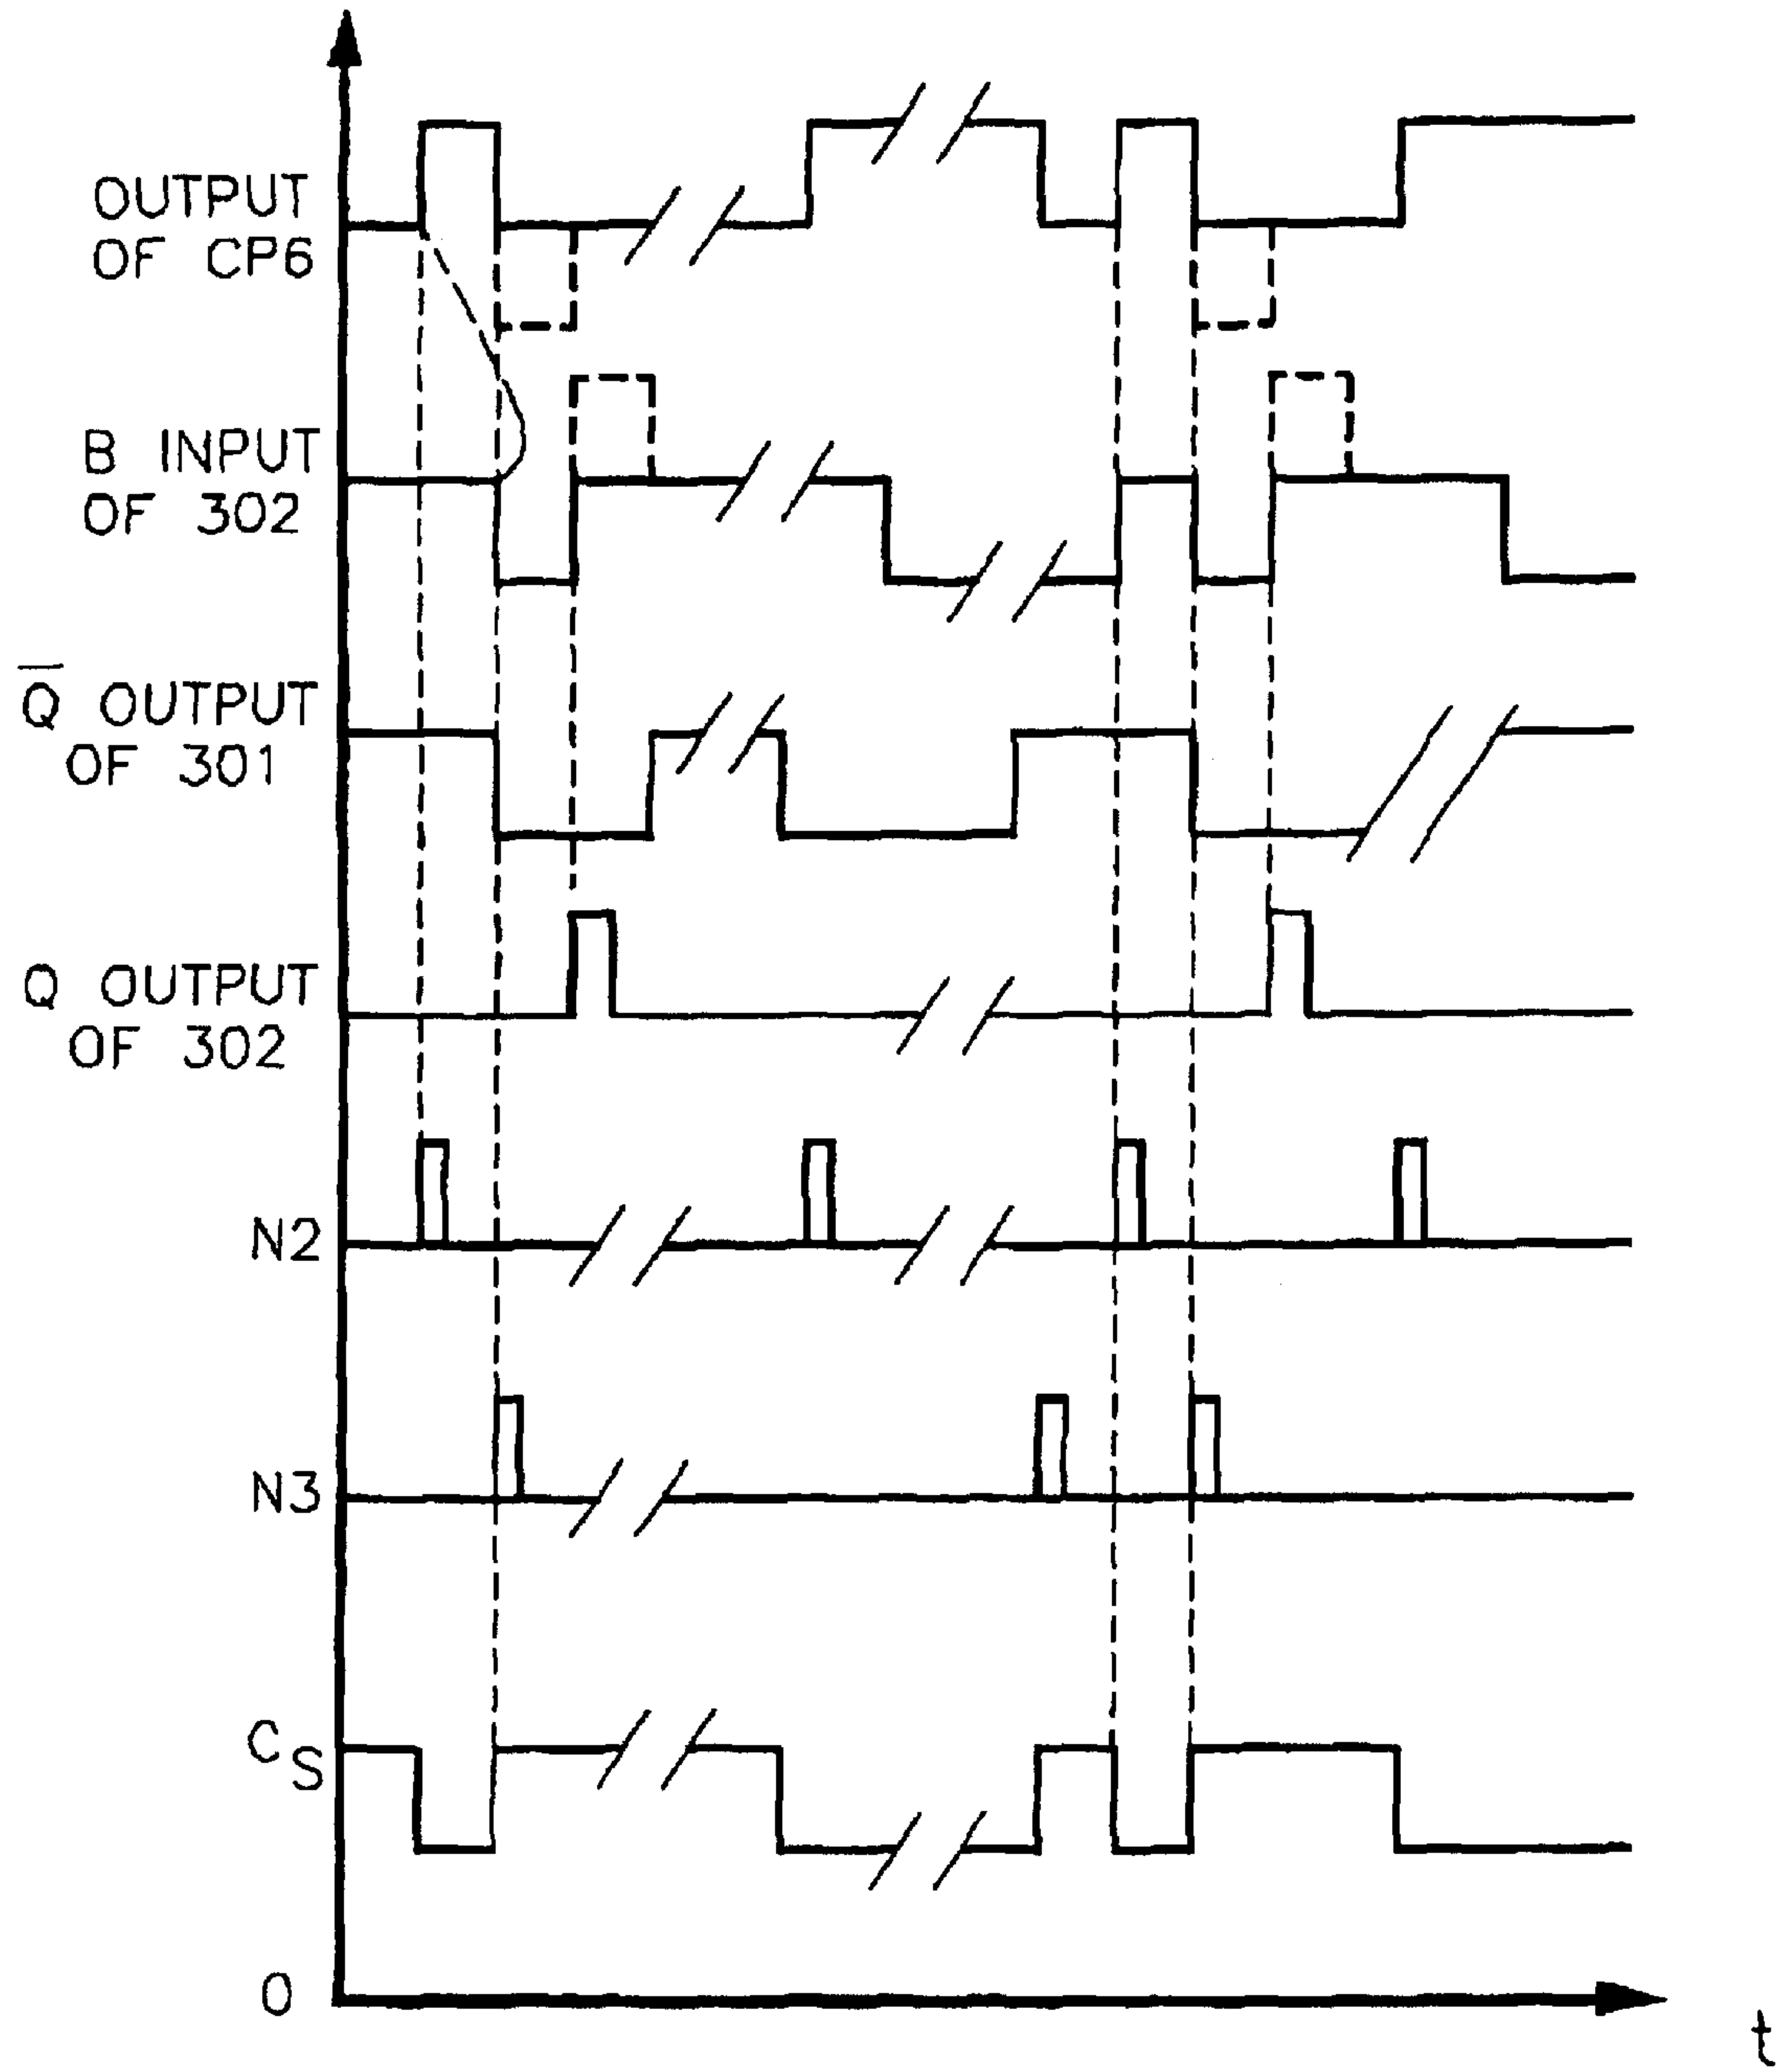 OUTPUT
OF CP6
B INPUT
OF 302
Q̅ OUTPUT
OF 301
Q OUTPUT
OF 302
N2
N3
CS
0
t